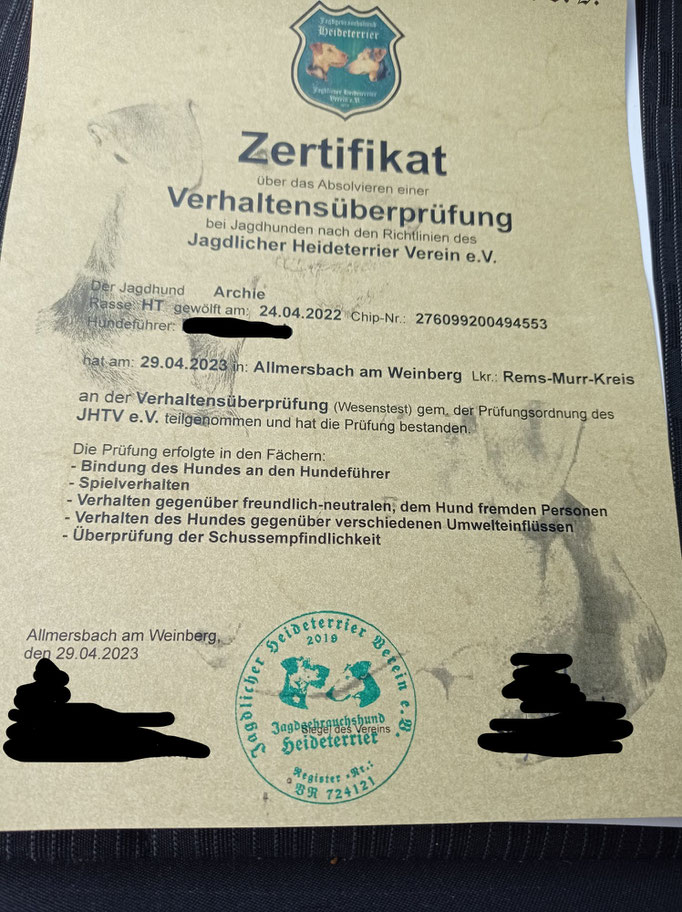 Jagdgebrauchshund
Heideterrier
Jagdlicher Heideterrier
Verein e.V.
Zertifikat
über das Absolvieren einer
Verhaltensüberprüfung
bei Jagdhunden nach den Richtlinien des
Jagdlicher Heideterrier Verein e.V.
Der Jagdhund Archie
Rasse: HT gewölft am: 24.04.2022 Chip-Nr.: 276099200494553
Hundeführer:
hat am: 29.04.2023 in: Allmersbach am Weinberg Lkr.: Rems-Murr-Kreis
an der Verhaltensüberprüfung (Wesenstest) gem. der Prüfungsordnung des
JHTV e.V. teilgenommen und hat die Prüfung bestanden.
Die Prüfung erfolgte in den Fächern:
- Bindung des Hundes an den Hundeführer
- Spielverhalten
- Verhalten gegenüber freundlich-neutralen, dem Hund fremden Personen
- Verhalten des Hundes gegenüber verschiedenen Umwelteinflüssen
- Überprüfung der Schussempfindlichkeit
Allmersbach am Weinberg,
den 29.04.2023
Jagdlicher Heideterrier Verein e.V.
2019
Jagdgebrauchshund
Siegel des Vereins
Heideterrier
Register-Nr.:
VR 724121